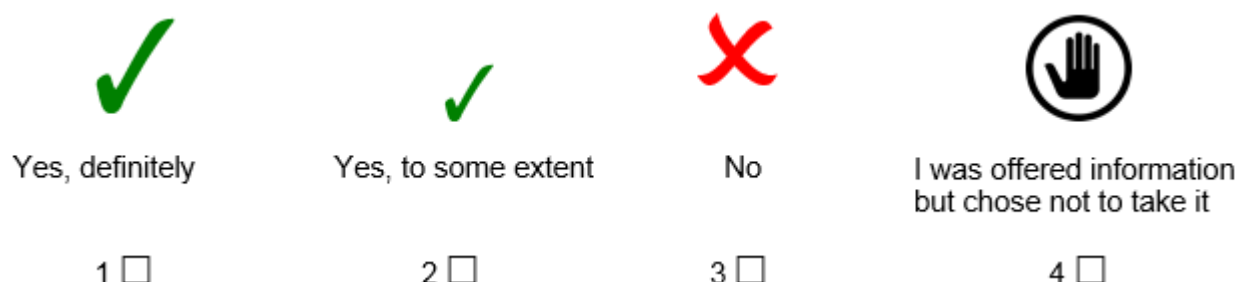 Yes, definitely
Yes, to some extent
No
I was offered information
but chose not to take it
1 ☐
2 ☐
3 ☐
4 ☐